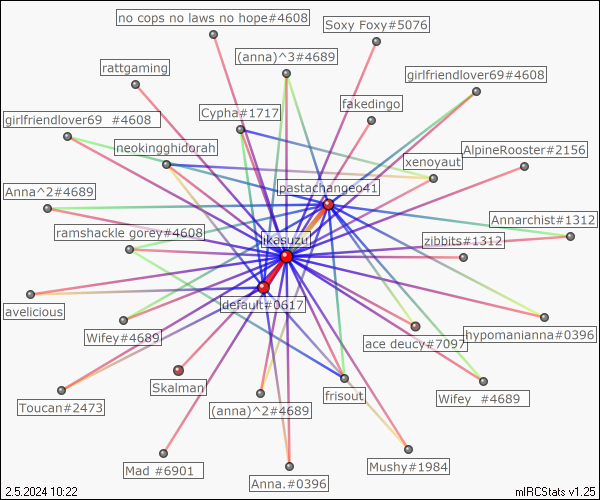 no cops no laws no hope#4608
Soxy Foxy#5076
(anna)^3#4689
rattgaming
girlfriendlover69#4608
fakedingo
Cypha#1717
girlfriendlover69  #4608
neokingghidorah
AlpineRooster#2156
xenoyaut
pastachangeo41
Anna^2#4689
Annarchist#1312
ramshackle gorey#4608
ikasuzu
zibbits#1312
avelicious
default#0617
Wifey#4689
hypomanianna#0396
ace deucy#7097
Skalman
frisout
Wifey  #4689
Toucan#2473
(anna)^2#4689
Mad #6901
Mushy#1984
Anna.#0396
2.5.2024 10:22
mIRCStats v1.25